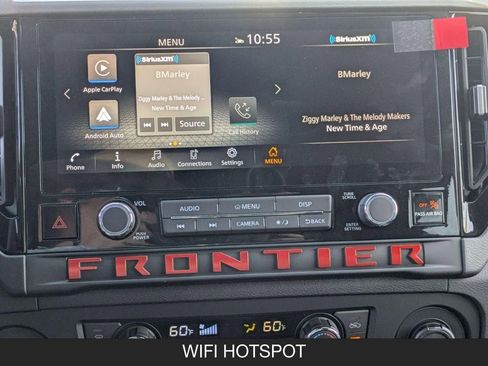 MENU
10:55
SiriusXM
SiriusXM
BMarley
BMarley
Apple CarPlay
Ziggy Marley & The Melody ...
New Time & Age
Source
Ziggy Marley & The Melody Makers
New Time & Age
Android Auto
Call History
Phone
Info
Audio
Connections
Settings
MENU
VOL
PUSH
POWER
AUDIO
MENU
DISP
CAMERA
BACK
TUNE
SCROLL
ENTER
SETTING
OFF
PASS AIR BAG
FRONTIER
60°F
60°F
WIFI HOTSPOT